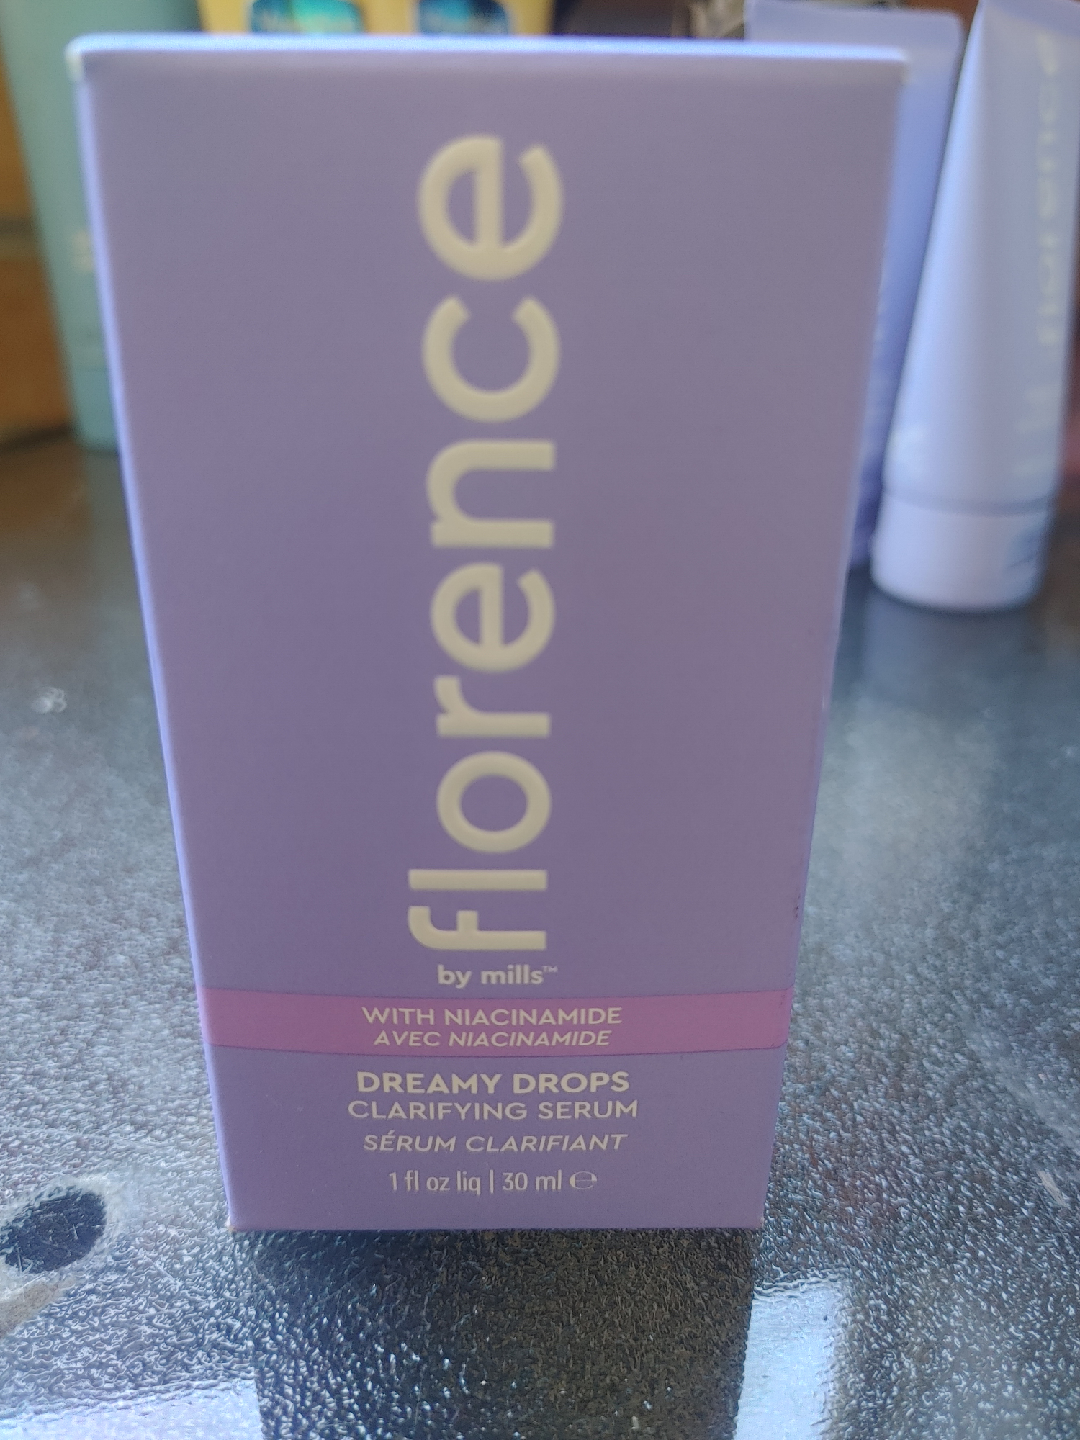 florence
by mills™
WITH NIACINAMIDE
AVEC NIACINAMIDE
DREAMY DROPS
CLARIFYING SERUM
SÉRUM CLARIFIANT
1 fl oz liq | 30 ml ℮
florence